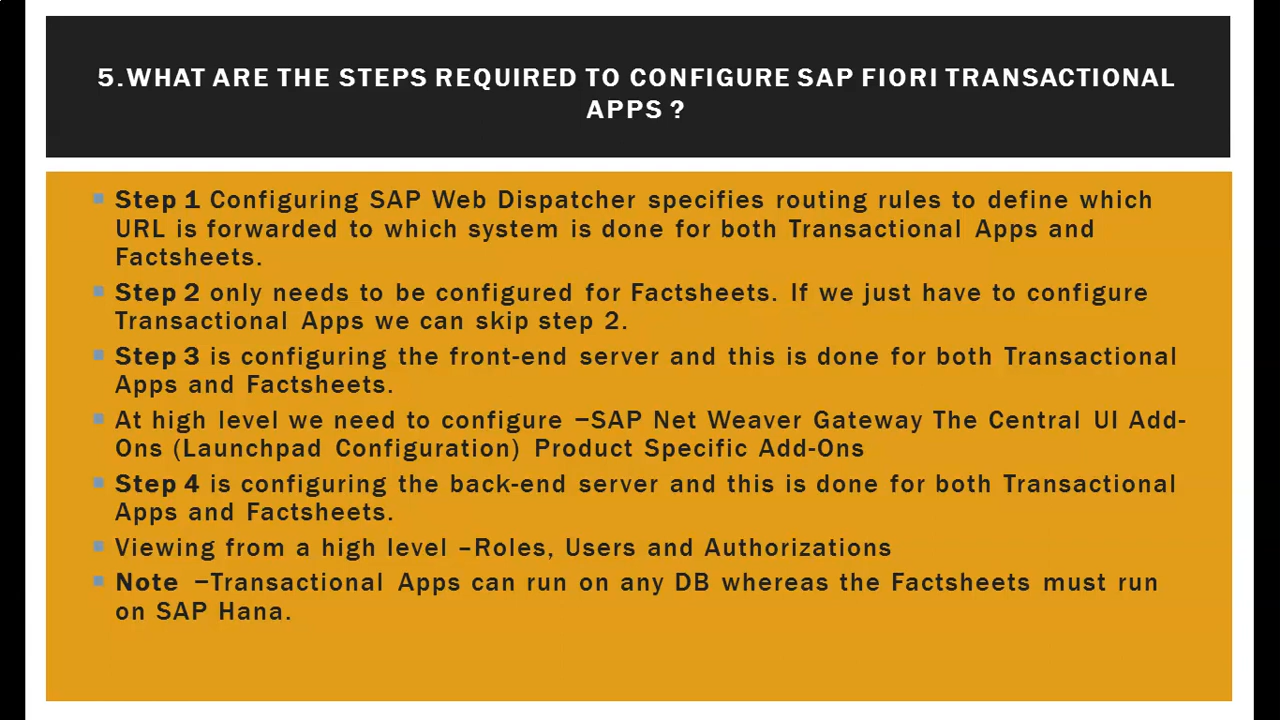 5.WHAT ARE THE STEPS REQUIRED TO CONFIGURE SAP FIORI TRANSACTIONAL
APPS ?
Step 1 Configuring SAP Web Dispatcher specifies routing rules to define which
URL is forwarded to which system is done for both Transactional Apps and
Factsheets.
Step 2 only needs to be configured for Factsheets. If we just have to configure
Transactional Apps we can skip step 2.
Step 3 is configuring the front-end server and this is done for both Transactional
Apps and Factsheets.
At high level we need to configure −SAP Net Weaver Gateway The Central UI Add-
Ons (Launchpad Configuration) Product Specific Add-Ons
Step 4 is configuring the back-end server and this is done for both Transactional
Apps and Factsheets.
Viewing from a high level –Roles, Users and Authorizations
Note −Transactional Apps can run on any DB whereas the Factsheets must run
on SAP Hana.